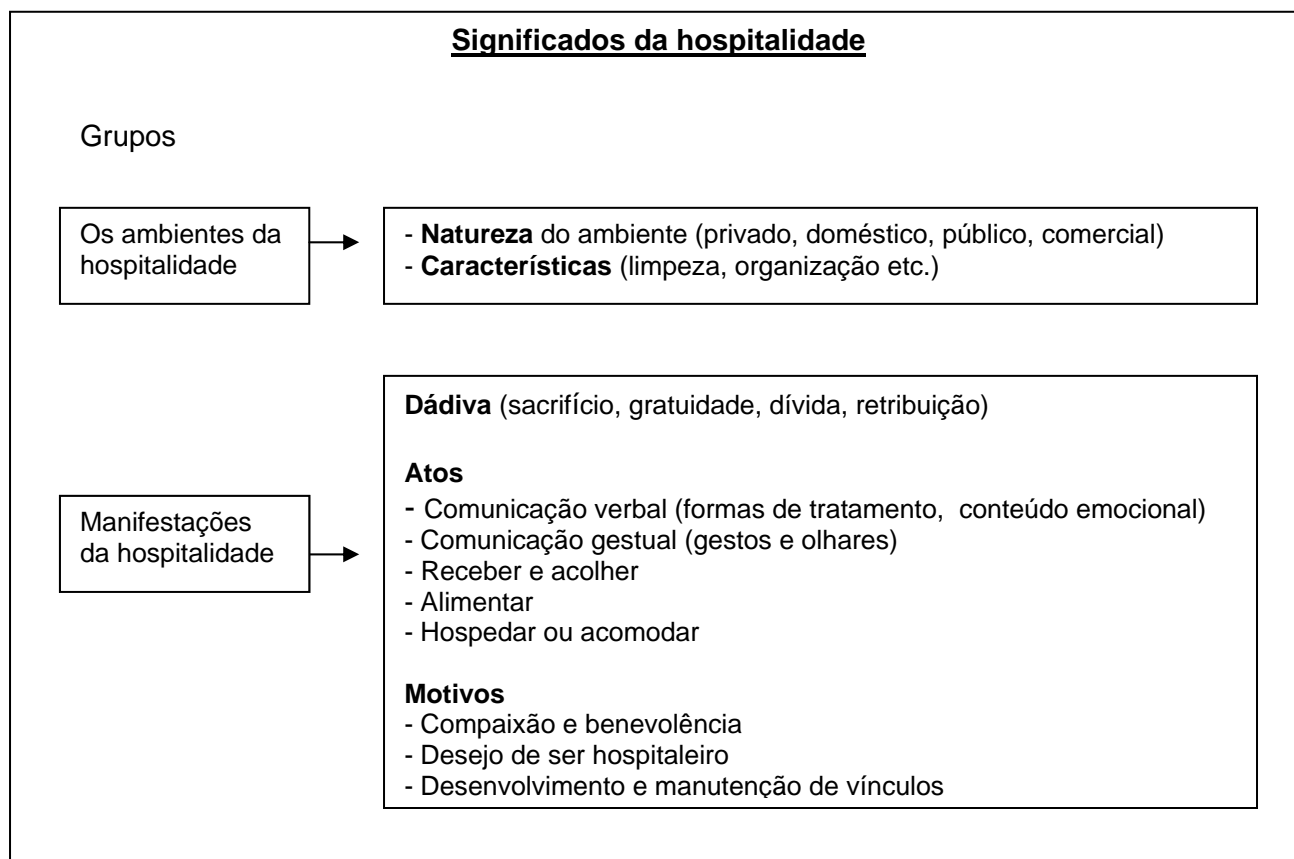 Significados da hospitalidade
Grupos
Os ambientes da
hospitalidade
- Natureza do ambiente (privado, doméstico, público, comercial)
- Características (limpeza, organização etc.)
Manifestações
da hospitalidade
Dádiva (sacrifício, gratuidade, dívida, retribuição)
Atos
- Comunicação verbal (formas de tratamento, conteúdo emocional)
- Comunicação gestual (gestos e olhares)
- Receber e acolher
- Alimentar
- Hospedar ou acomodar
Motivos
- Compaixão e benevolência
- Desejo de ser hospitaleiro
- Desenvolvimento e manutenção de vínculos